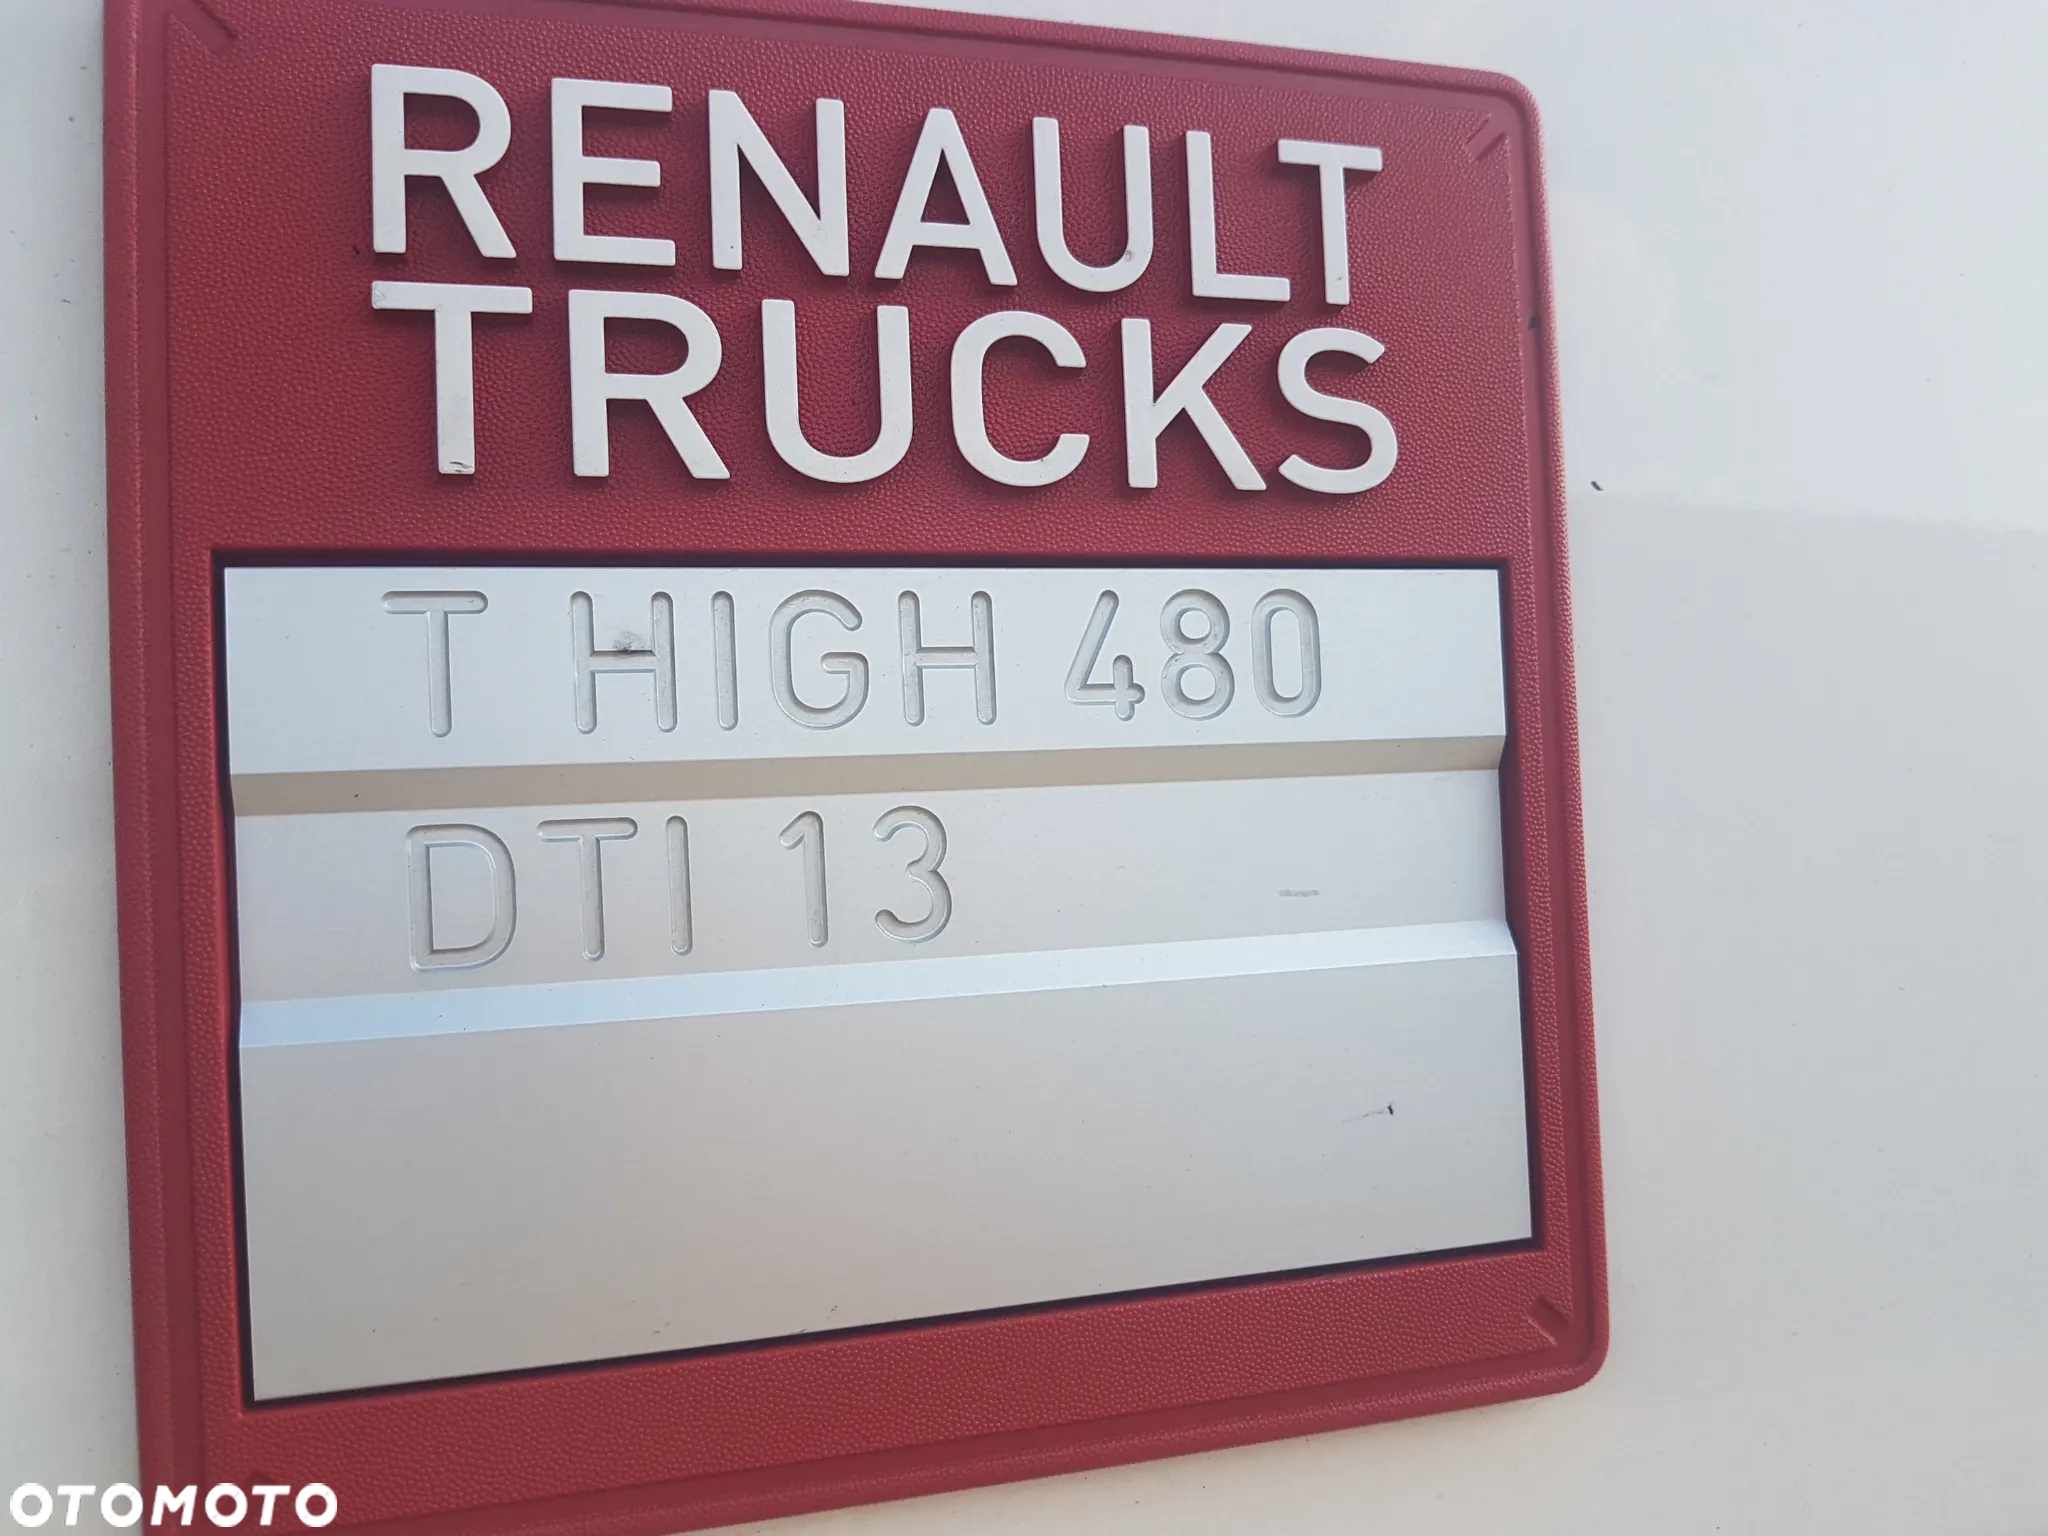 RENAULT
TRUCKS
T HIGH 480
DTI 13
OTOMOTO